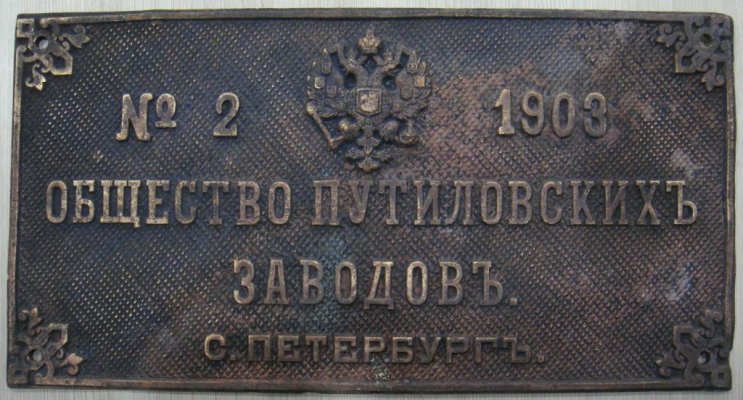 № 2 1903
ОБЩЕСТВО ПУТИЛОВСКИХЪ
ЗАВОДОВЪ.
С. ПЕТЕРБУРГЪ.